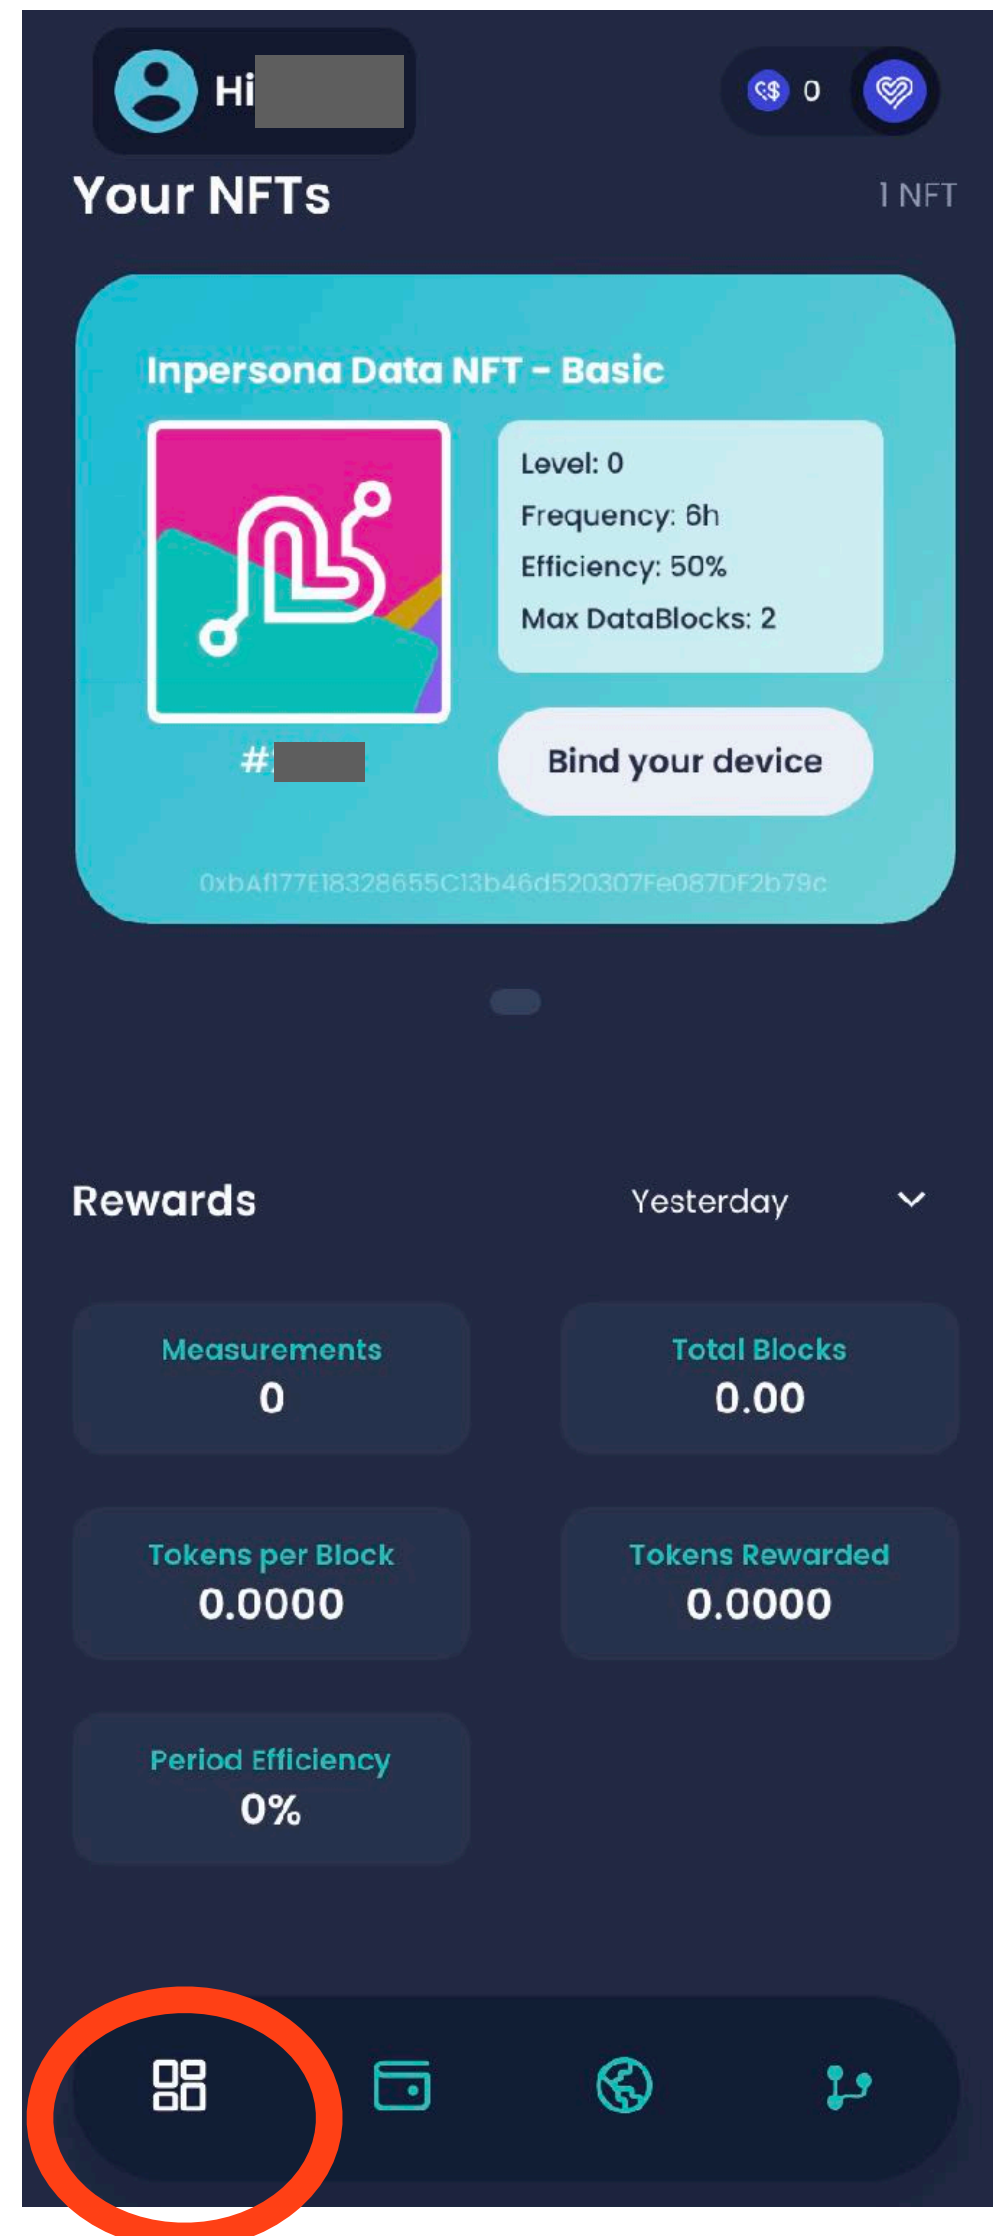 Hi
0
Your NFTs
1 NFT
Inpersona Data NFT - Basic
Level: 0
Frequency: 6h
Efficiency: 50%
Max DataBlocks: 2
#
Bind your device
0xbAf177E18328655C13b46d520307Fe087DF2b79c
Rewards
Yesterday
Measurements
0
Total Blocks
0.00
Tokens per Block
0.0000
Tokens Rewarded
0.0000
Period Efficiency
0%